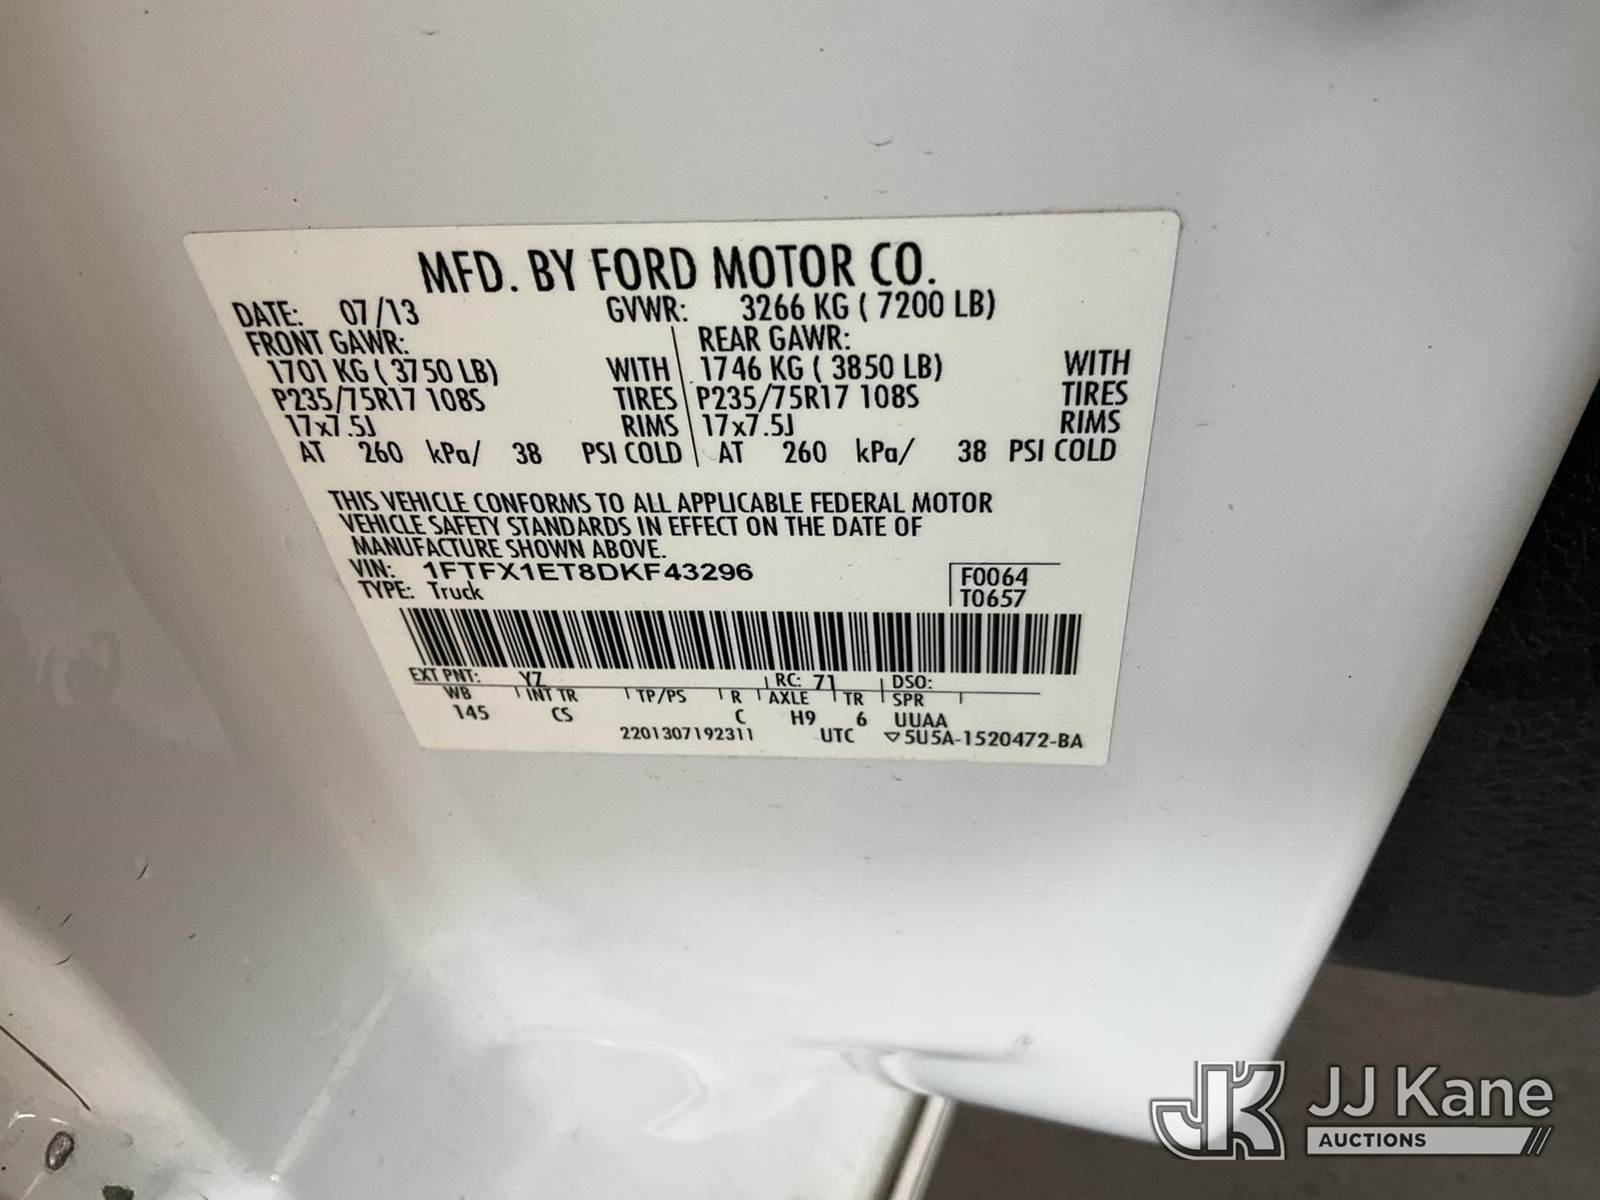 MFD. BY FORD MOTOR CO.
DATE: 07/13 GVWR: 3266 KG ( 7200 LB)
FRONT GAWR: REAR GAWR:
1701 KG ( 3750 LB) WITH 1746 KG ( 3850 LB) WITH
P235/75R17 108S TIRES P235/75R17 108S TIRES
17x7.5J RIMS 17x7.5J RIMS
AT 260 kPa/ 38 PSI COLD AT 260 kPa/ 38 PSI COLD
THIS VEHICLE CONFORMS TO ALL APPLICABLE FEDERAL MOTOR
VEHICLE SAFETY STANDARDS IN EFFECT ON THE DATE OF
MANUFACTURE SHOWN ABOVE.
VIN: 1FTFX1ET8DKF43296 F0064
TYPE: Truck T0657
EXT PNT: YZ RC: 71 DSO:
WB INT TR TP/PS R AXLE TR SPR
145 CS C H9 6 UUAA
2201307192311 UTC ▽5U5A-1520472-BA
JK JJ Kane
AUCTIONS